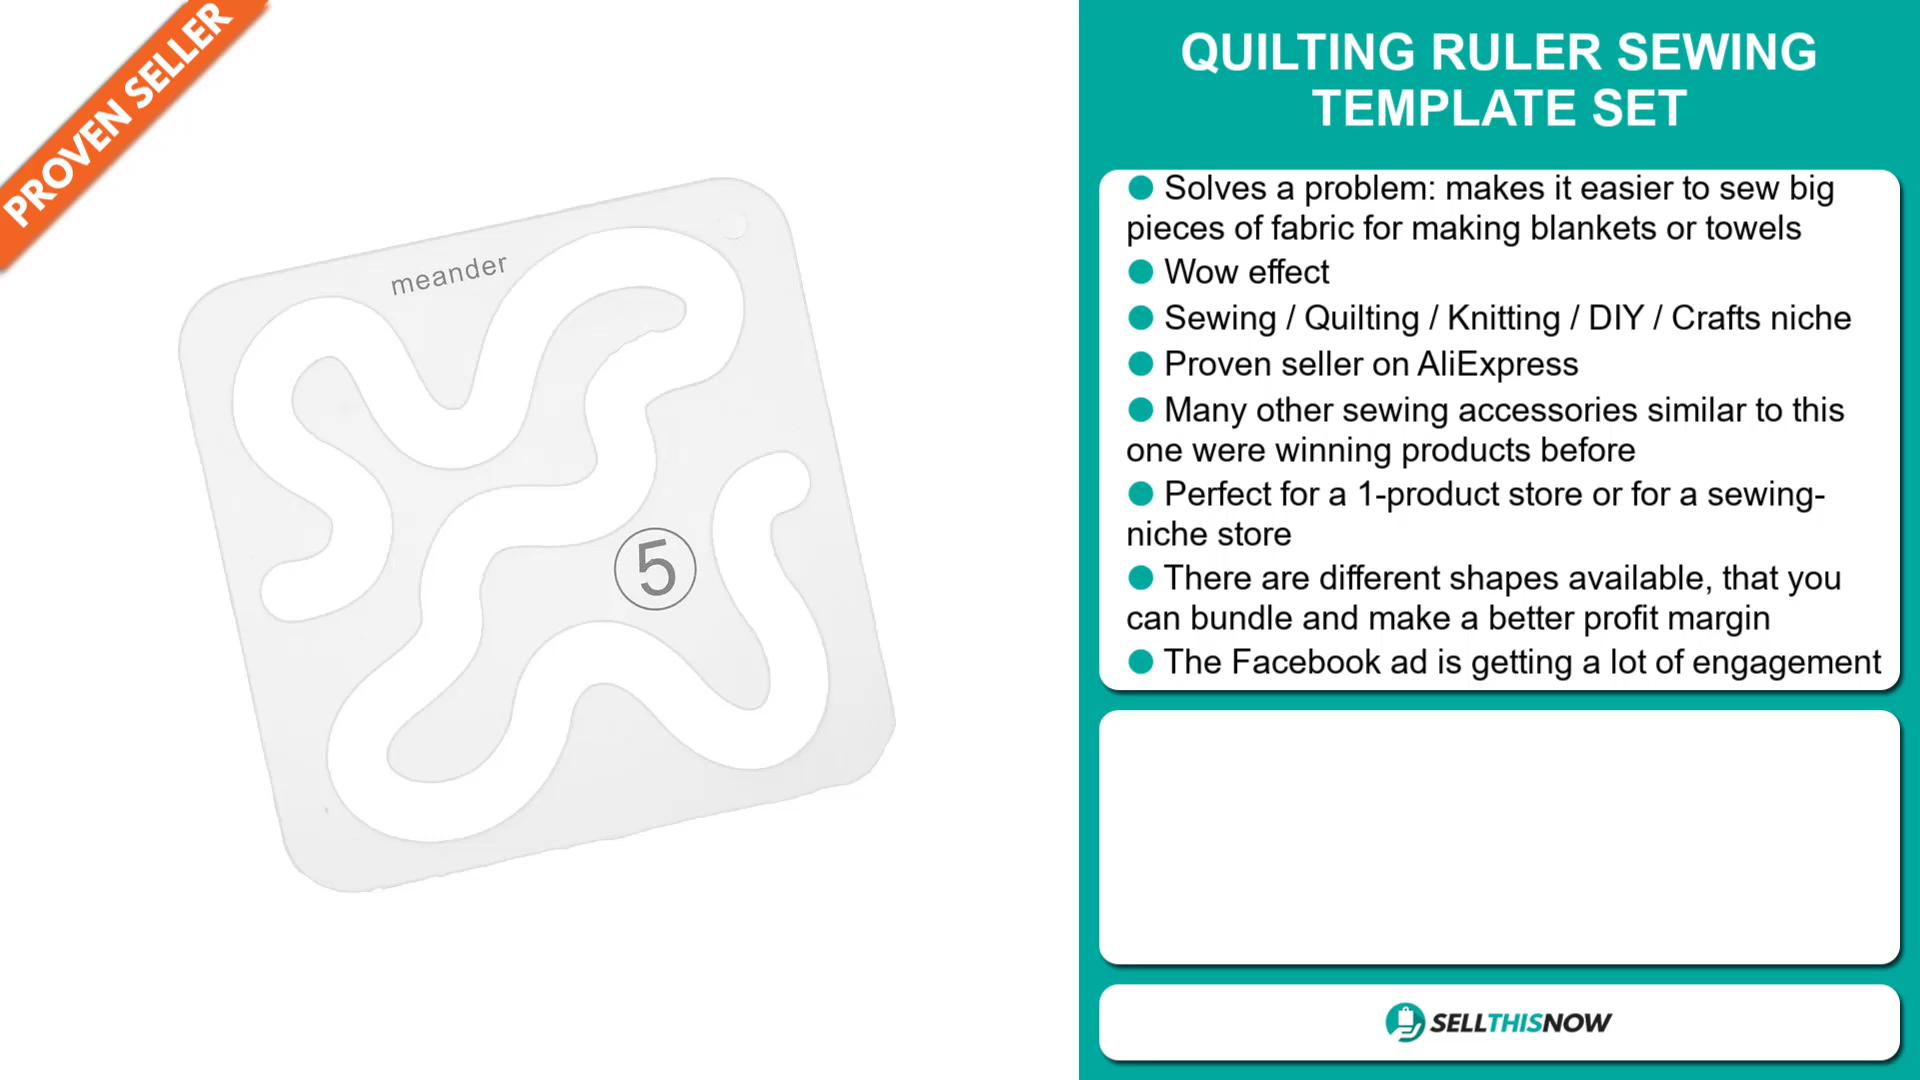 PROVEN SELLER
meander
5
QUILTING RULER SEWING
TEMPLATE SET
● Solves a problem: makes it easier to sew big
pieces of fabric for making blankets or towels
● Wow effect
● Sewing / Quilting / Knitting / DIY / Crafts niche
● Proven seller on AliExpress
● Many other sewing accessories similar to this
one were winning products before
● Perfect for a 1-product store or for a sewing-
niche store
● There are different shapes available, that you
can bundle and make a better profit margin
● The Facebook ad is getting a lot of engagement
SELLTHISNOW